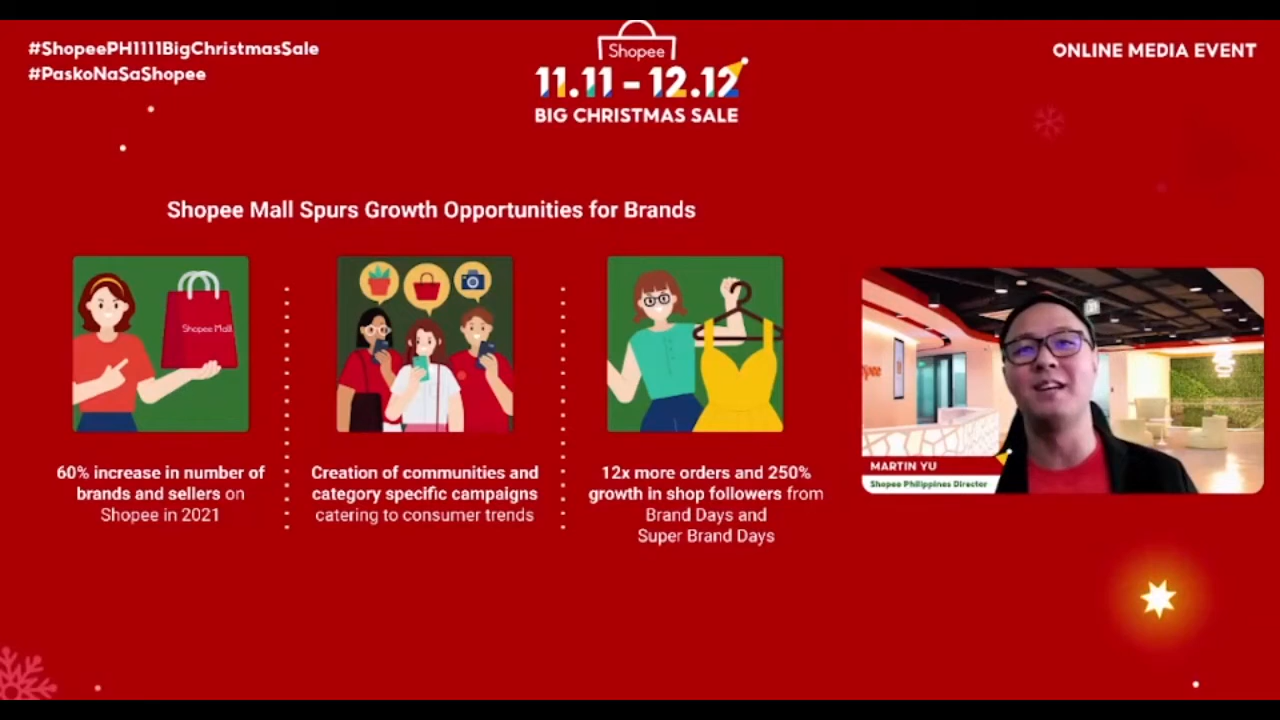 #ShopeePH1111BigChristmasSale
#PaskoNaSaShopee
Shopee
11.11 - 12.12
BIG CHRISTMAS SALE
ONLINE MEDIA EVENT
Shopee Mall Spurs Growth Opportunities for Brands
Shopee Mall
60% increase in number of
brands and sellers on
Shopee in 2021
Creation of communities and
category specific campaigns
catering to consumer trends
12x more orders and 250%
growth in shop followers from
Brand Days and
Super Brand Days
MARTIN YU
Shopee Philippines Director